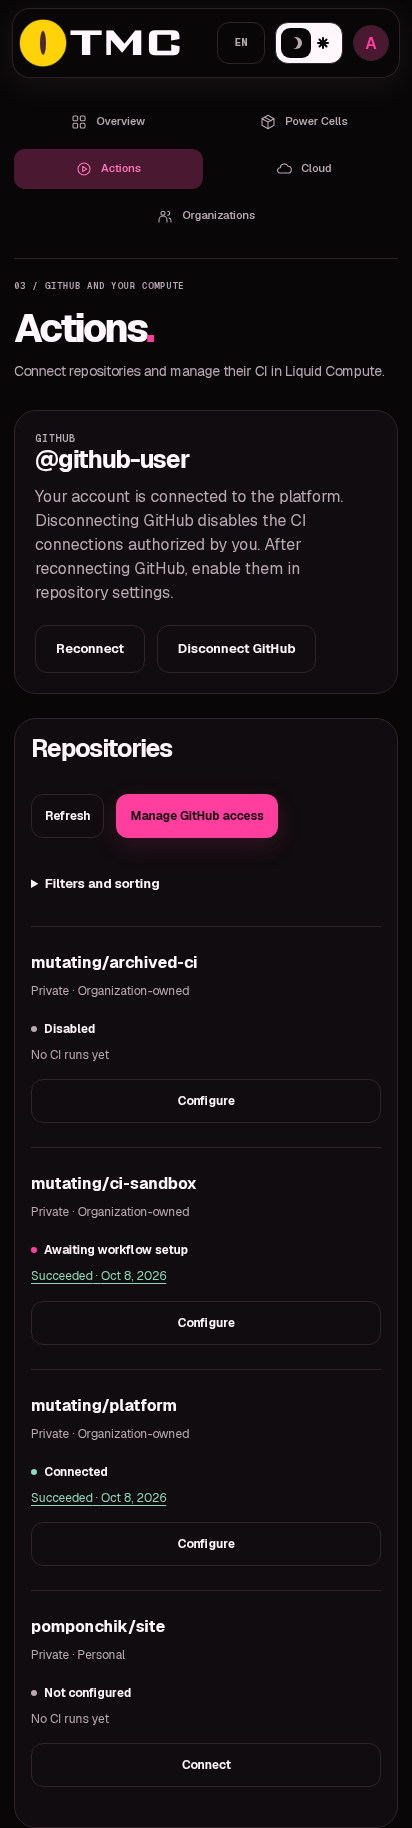 TMC
EN
A
Overview
Power Cells
Actions
Cloud
Organizations
03 / GITHUB AND YOUR COMPUTE
Actions.
Connect repositories and manage their CI in Liquid Compute.
GITHUB
@github-user
Your account is connected to the platform.
Disconnecting GitHub disables the CI
connections authorized by you. After
reconnecting GitHub, enable them in
repository settings.
Reconnect
Disconnect GitHub
Repositories
Refresh
Manage GitHub access
Filters and sorting
mutating/archived-ci
Private · Organization-owned
Disabled
No CI runs yet
Configure
mutating/ci-sandbox
Private · Organization-owned
Awaiting workflow setup
Succeeded · Oct 8, 2026
Configure
mutating/platform
Private · Organization-owned
Connected
Succeeded · Oct 8, 2026
Configure
pomponchik/site
Private · Personal
Not configured
No CI runs yet
Connect